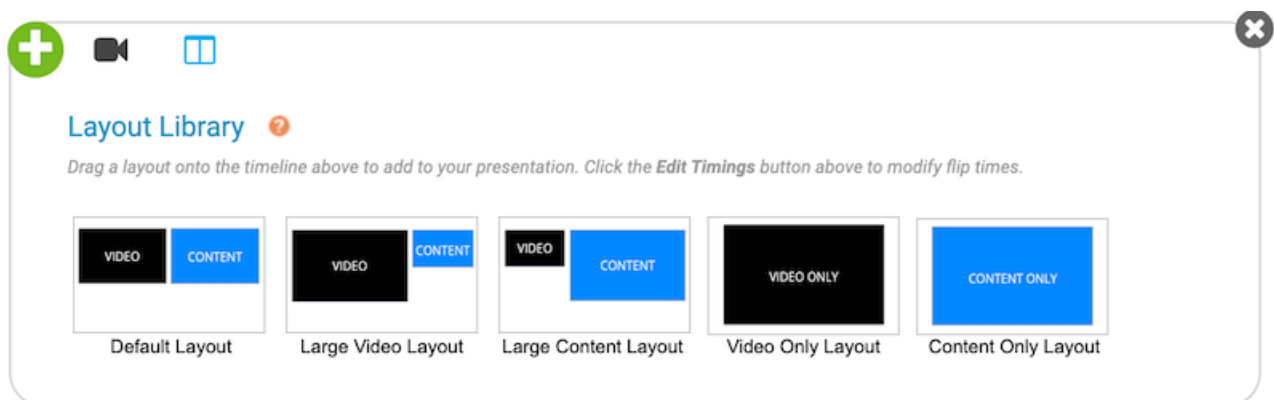 Layout Library ?
Drag a layout onto the timeline above to add to your presentation. Click the Edit Timings button above to modify flip times.
VIDEO CONTENT
VIDEO CONTENT
VIDEO CONTENT
VIDEO ONLY
CONTENT ONLY
Default Layout
Large Video Layout
Large Content Layout
Video Only Layout
Content Only Layout